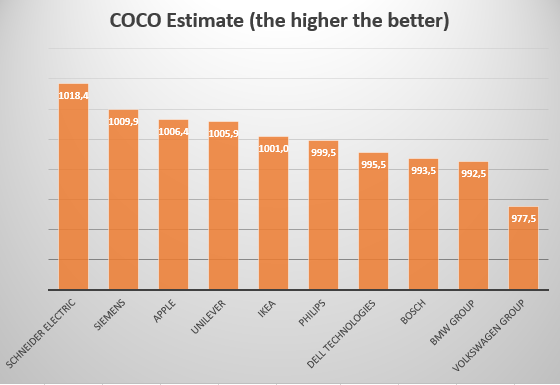 COCO Estimate (the higher the better)
1018,4
1009,9
1006,4
1005,9
1001,0
999,5
995,5
993,5
992,5
977,5
SCHNEIDER ELECTRIC
SIEMENS
APPLE
UNILEVER
IKEA
PHILIPS
DELL TECHNOLOGIES
BOSCH
BMW GROUP
VOLKSWAGEN GROUP